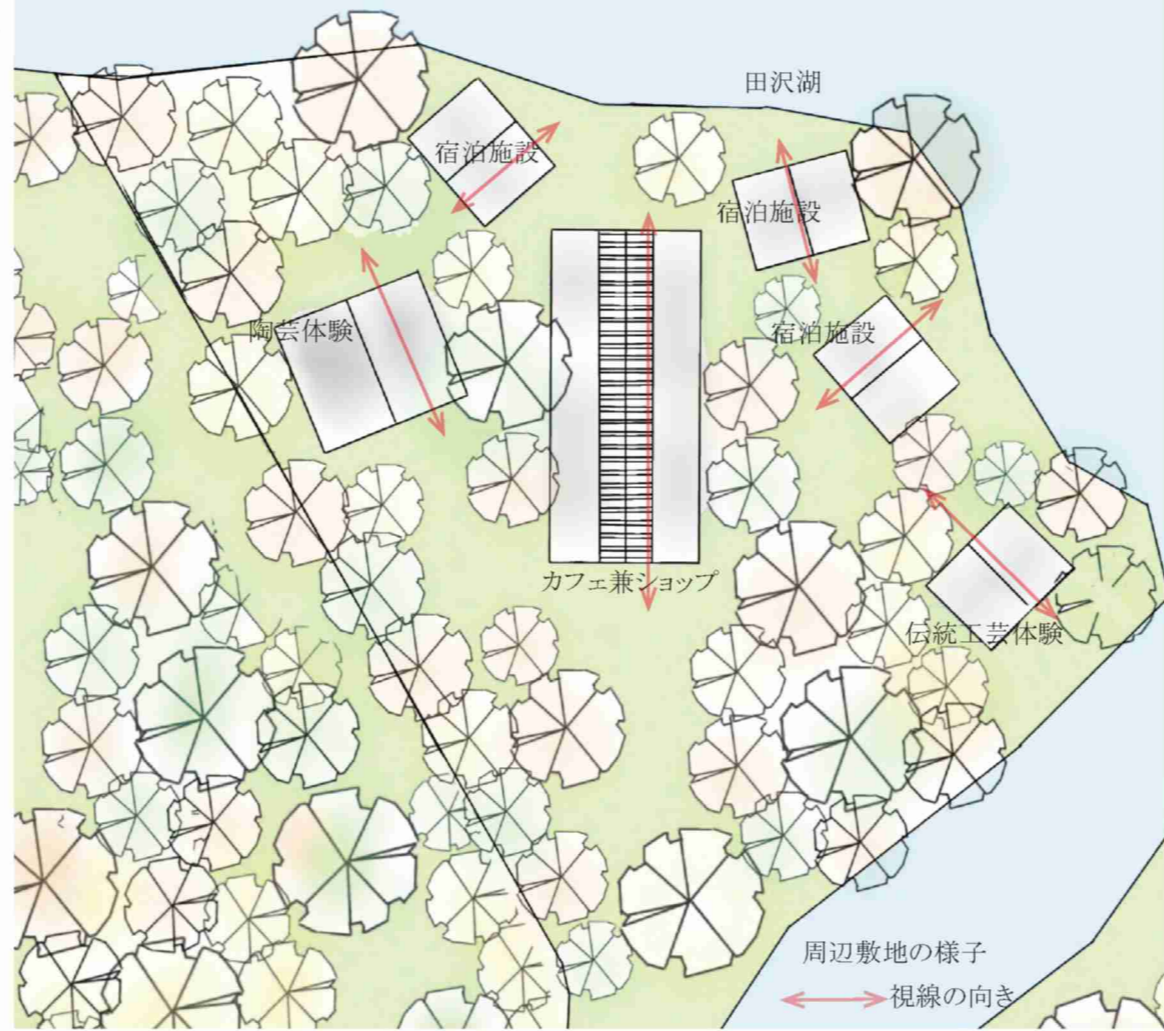 田沢湖
宿泊施設
宿泊施設
陶芸体験
宿泊施設
カフェ兼ショップ
伝統工芸体験
周辺敷地の様子
視線の向き